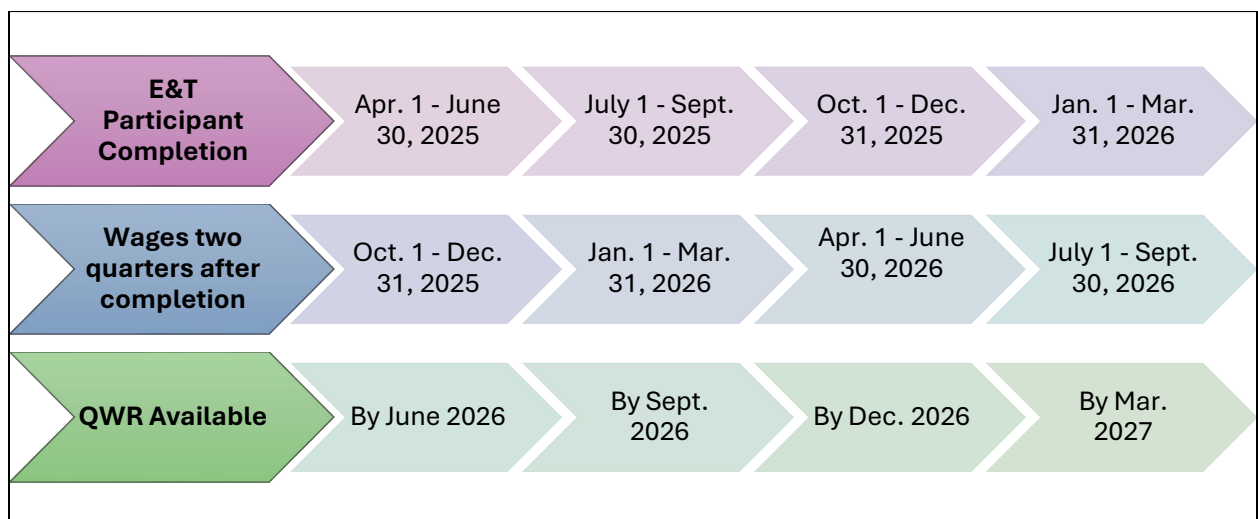 E&T
Participant
Completion
Apr. 1 - June
30, 2025
July 1 - Sept.
30, 2025
Oct. 1 - Dec.
31, 2025
Jan. 1 - Mar.
31, 2026
Wages two
quarters after
completion
Oct. 1 - Dec.
31, 2025
Jan. 1 - Mar.
31, 2026
Apr. 1 - June
30, 2026
July 1 - Sept.
30, 2026
QWR Available
By June 2026
By Sept.
2026
By Dec. 2026
By Mar.
2027